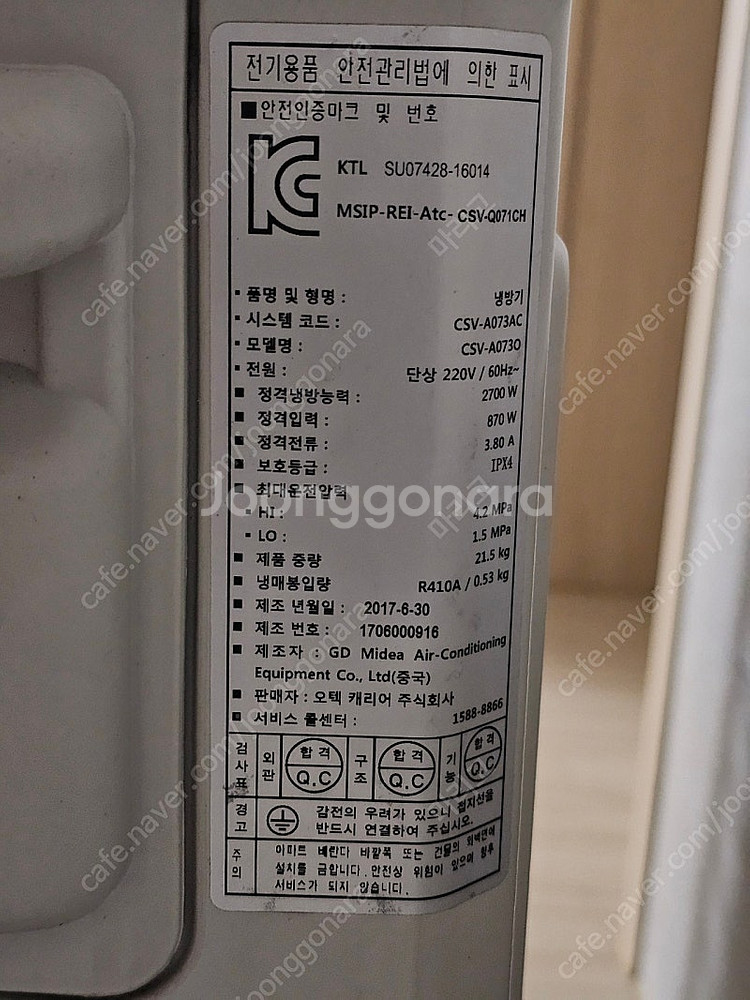 전기용품 안전관리법에 의한 표시
■안전인증마크 및 번호
KTL SU07428-16014
MSIP-REI-Atc- CSV-Q071CH
▪ 품명 및 형명 : 냉방기
▪ 시스템 코드 : CSV-A073AC
▪ 모델명 : CSV-A073O
▪ 전원 : 단상 220V / 60Hz~
■ 정격냉방능력 : 2700 W
■ 정격입력 : 870 W
■ 정격전류 : 3.80 A
■ 보호등급 : IPX4
■ 최대운전압력
▪ HI : 4.2 MPa
▪ LO : 1.5 MPa
■ 제품 중량 21.5 kg
■ 냉매봉입량 R410A / 0.53 kg
■ 제조 년월일 : 2017-6-30
■ 제조 번호 : 1706000916
■ 제조자 : GD Midea Air-Conditioning
Equipment Co., Ltd(중국)
■ 판매자 : 오텍 캐리어 주식회사
■ 서비스 콜센터 : 1588-8866
검사표 외관 합격 Q.C 구조 합격 Q.C 기능 합격 Q.C
경고 감전의 우려가 있으니 접지선을
반드시 연결하여 주십시오.
주의 아파트 베란다 바깥쪽 또는 건물의 외벽면에
설치를 금합니다. 안전상 위험이 있으며 향후
서비스가 되지 않습니다.
Joonggonara
cafe.naver.com/joonggonara
마리크